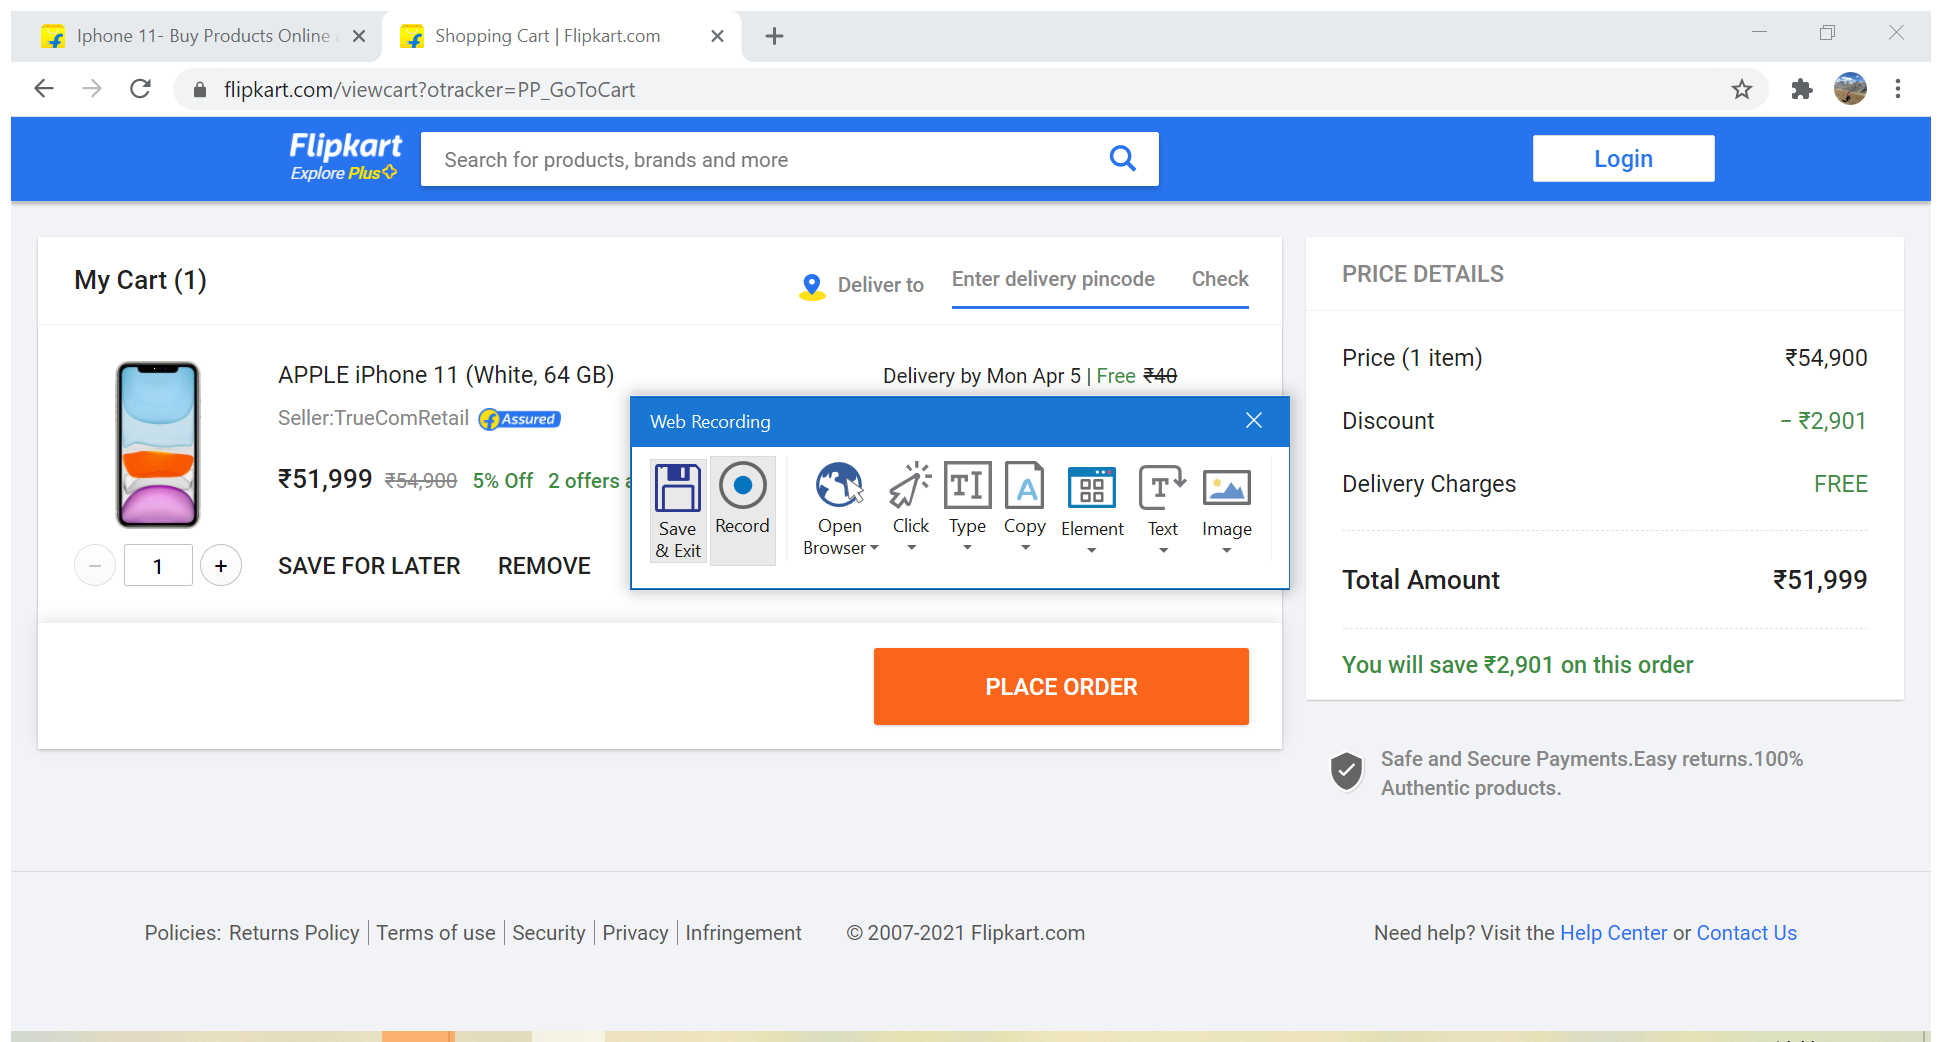 Iphone 11- Buy Products Online
Shopping Cart | Flipkart.com
flipkart.com/viewcart?otracker=PP_GoToCart
Flipkart
Explore Plus
Search for products, brands and more
Login
My Cart (1)
Deliver to
Enter delivery pincode
Check
APPLE iPhone 11 (White, 64 GB)
Delivery by Mon Apr 5 | Free ₹40
Seller:TrueComRetail
Assured
₹51,999 ₹54,900 5% Off 2 offers
1
SAVE FOR LATER
REMOVE
PLACE ORDER
Web Recording
Save
& Exit
Record
Open
Browser
Click
Type
Copy
Element
Text
Image
PRICE DETAILS
Price (1 item) ₹54,900
Discount − ₹2,901
Delivery Charges FREE
Total Amount ₹51,999
You will save ₹2,901 on this order
Safe and Secure Payments.Easy returns.100%
Authentic products.
Policies: Returns Policy | Terms of use | Security | Privacy | Infringement
© 2007-2021 Flipkart.com
Need help? Visit the Help Center or Contact Us